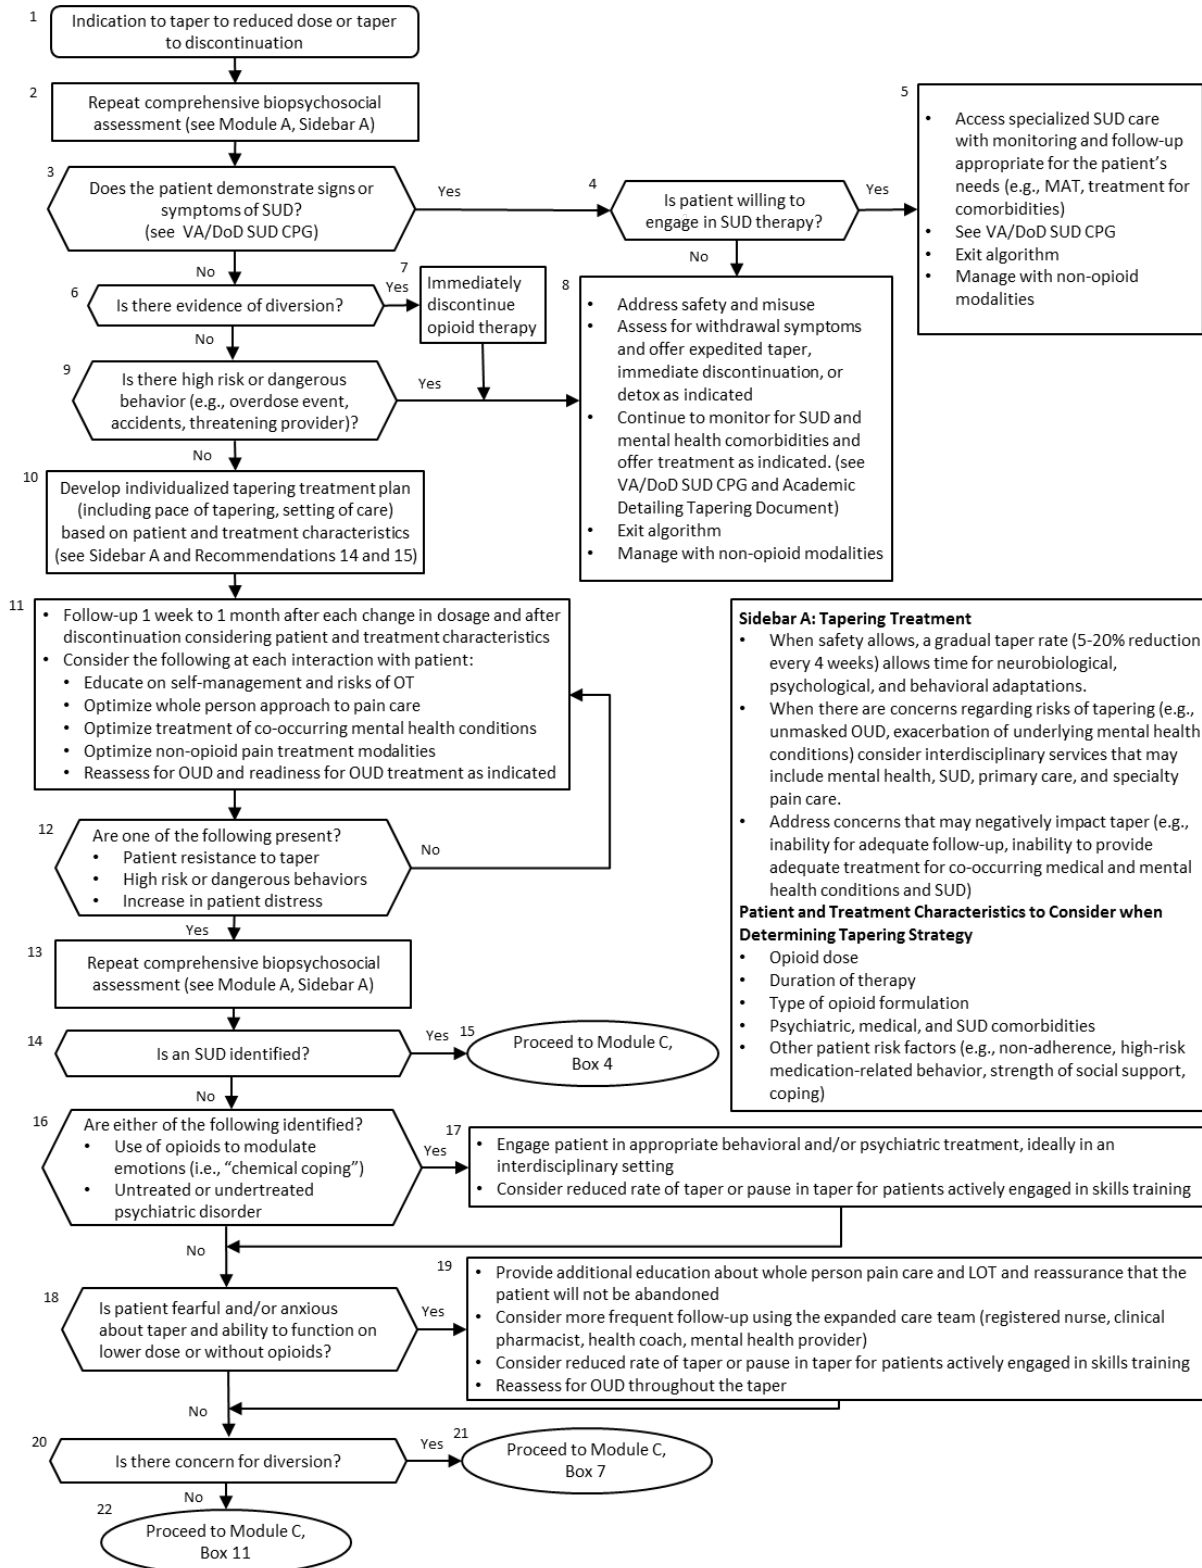 1
Indication to taper to reduced dose or taper
to discontinuation
2
Repeat comprehensive biopsychosocial
assessment (see Module A, Sidebar A)
3
Does the patient demonstrate signs or
symptoms of SUD?
(see VA/DoD SUD CPG)
Yes
No
4
Is patient willing to
engage in SUD therapy?
Yes
No
5
• Access specialized SUD care
with monitoring and follow-up
appropriate for the patient's
needs (e.g., MAT, treatment for
comorbidities)
• See VA/DoD SUD CPG
• Exit algorithm
• Manage with non-opioid
modalities
6
Is there evidence of diversion?
Yes
No
7
Immediately
discontinue
opioid therapy
8
• Address safety and misuse
• Assess for withdrawal symptoms
and offer expedited taper,
immediate discontinuation, or
detox as indicated
• Continue to monitor for SUD and
mental health comorbidities and
offer treatment as indicated. (see
VA/DoD SUD CPG and Academic
Detailing Tapering Document)
• Exit algorithm
• Manage with non-opioid modalities
9
Is there high risk or dangerous
behavior (e.g., overdose event,
accidents, threatening provider)?
Yes
No
10
Develop individualized tapering treatment plan
(including pace of tapering, setting of care)
based on patient and treatment characteristics
(see Sidebar A and Recommendations 14 and 15)
11
• Follow-up 1 week to 1 month after each change in dosage and after
discontinuation considering patient and treatment characteristics
• Consider the following at each interaction with patient:
• Educate on self-management and risks of OT
• Optimize whole person approach to pain care
• Optimize treatment of co-occurring mental health conditions
• Optimize non-opioid pain treatment modalities
• Reassess for OUD and readiness for OUD treatment as indicated
12
Are one of the following present?
• Patient resistance to taper
• High risk or dangerous behaviors
• Increase in patient distress
No
Yes
13
Repeat comprehensive biopsychosocial
assessment (see Module A, Sidebar A)
14
Is an SUD identified?
Yes
No
15
Proceed to Module C,
Box 4
Sidebar A: Tapering Treatment
• When safety allows, a gradual taper rate (5-20% reduction
every 4 weeks) allows time for neurobiological,
psychological, and behavioral adaptations.
• When there are concerns regarding risks of tapering (e.g.,
unmasked OUD, exacerbation of underlying mental health
conditions) consider interdisciplinary services that may
include mental health, SUD, primary care, and specialty
pain care.
• Address concerns that may negatively impact taper (e.g.,
inability for adequate follow-up, inability to provide
adequate treatment for co-occurring medical and mental
health conditions and SUD)
Patient and Treatment Characteristics to Consider when
Determining Tapering Strategy
• Opioid dose
• Duration of therapy
• Type of opioid formulation
• Psychiatric, medical, and SUD comorbidities
• Other patient risk factors (e.g., non-adherence, high-risk
medication-related behavior, strength of social support,
coping)
16
Are either of the following identified?
• Use of opioids to modulate
emotions (i.e., "chemical coping")
• Untreated or undertreated
psychiatric disorder
Yes
No
17
• Engage patient in appropriate behavioral and/or psychiatric treatment, ideally in an
interdisciplinary setting
• Consider reduced rate of taper or pause in taper for patients actively engaged in skills training
18
Is patient fearful and/or anxious
about taper and ability to function on
lower dose or without opioids?
Yes
No
19
• Provide additional education about whole person pain care and LOT and reassurance that the
patient will not be abandoned
• Consider more frequent follow-up using the expanded care team (registered nurse, clinical
pharmacist, health coach, mental health provider)
• Consider reduced rate of taper or pause in taper for patients actively engaged in skills training
• Reassess for OUD throughout the taper
20
Is there concern for diversion?
Yes
No
21
Proceed to Module C,
Box 7
22
Proceed to Module C,
Box 11